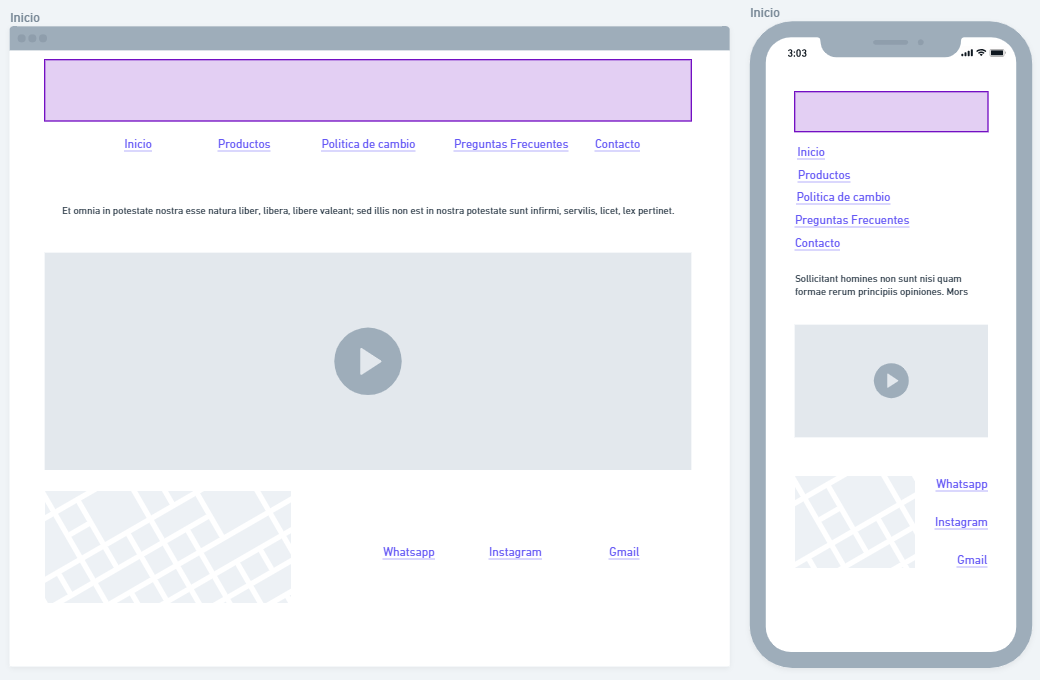 Inicio
Inicio
Productos
Politica de cambio
Preguntas Frecuentes
Contacto
Et omnia in potestate nostra esse natura liber, libera, libere valeant; sed illis non est in nostra potestate sunt infirmi, servilis, licet, lex pertinet.
Whatsapp
Instagram
Gmail
Inicio
3:03
Inicio
Productos
Politica de cambio
Preguntas Frecuentes
Contacto
Sollicitant homines non sunt nisi quam
formae rerum principiis opiniones. Mors
Whatsapp
Instagram
Gmail